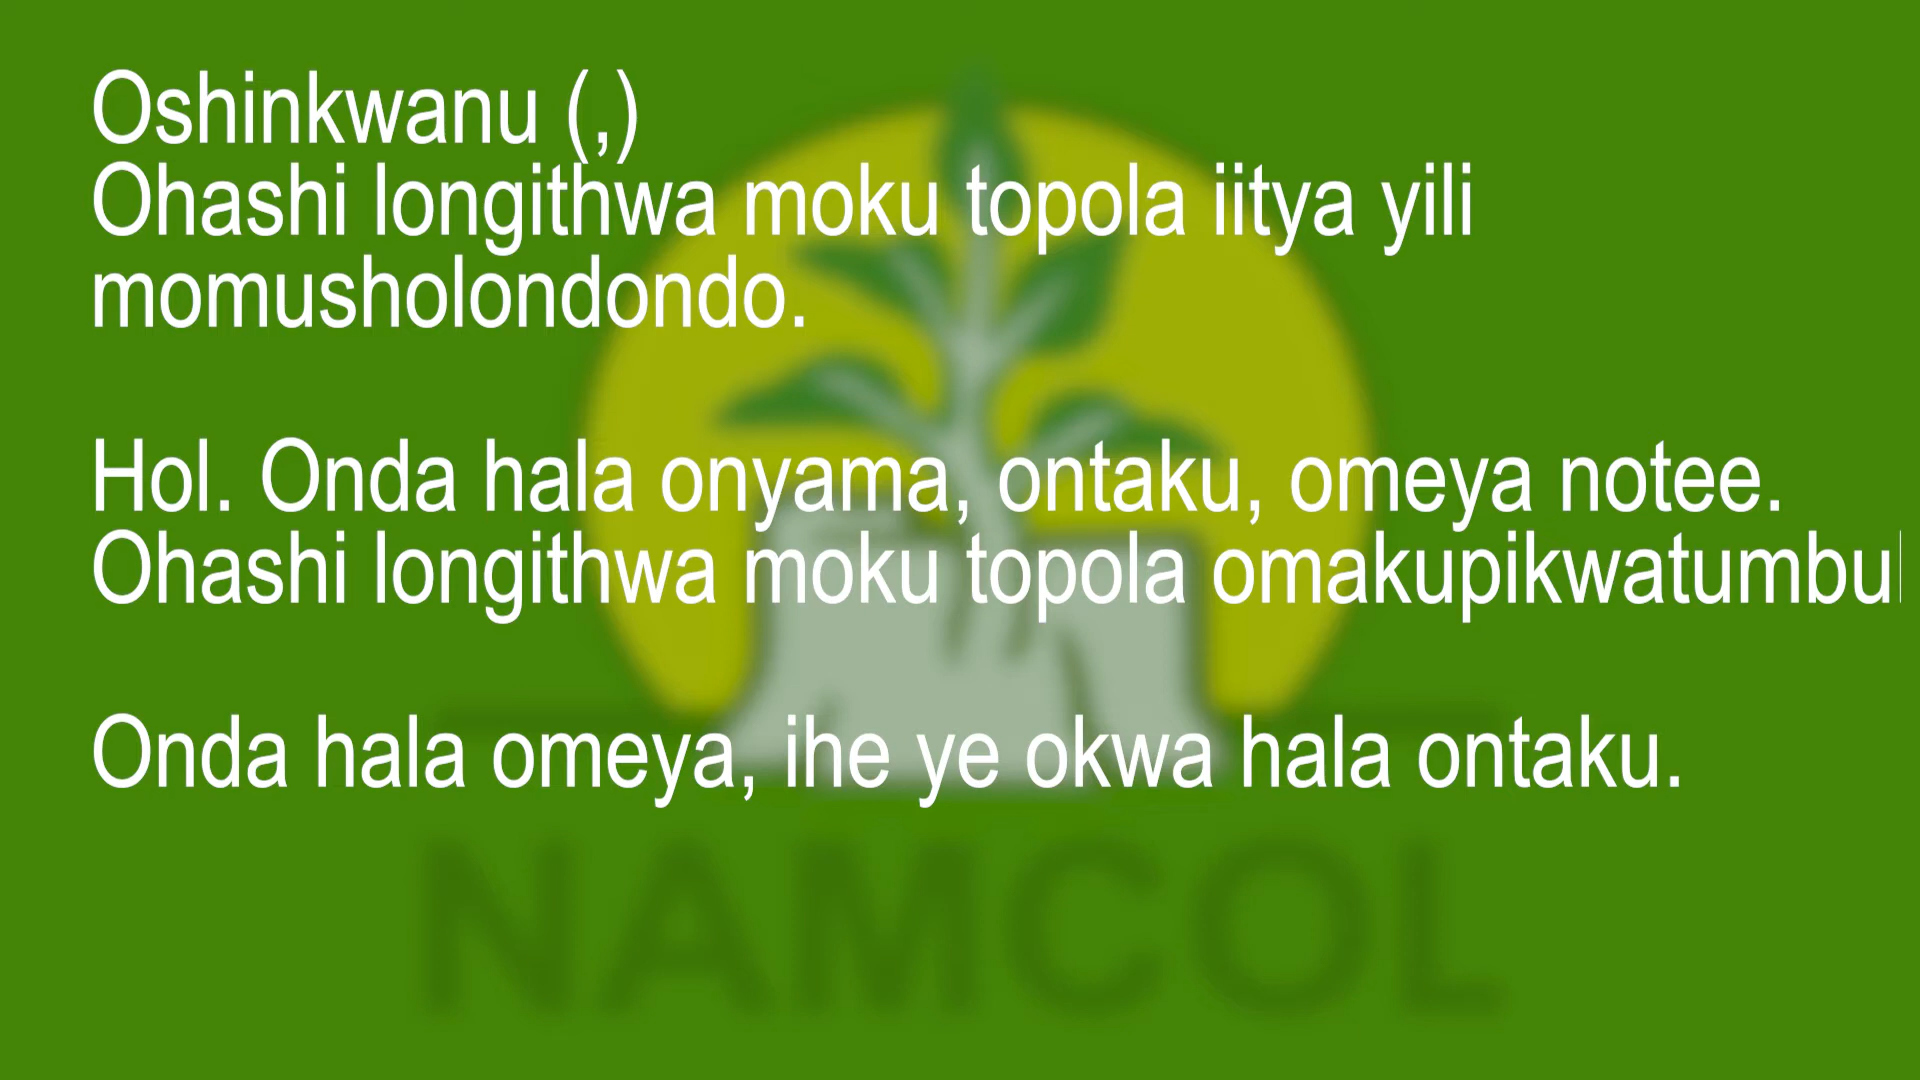 Oshinkwanu (,)
Ohashi longithwa moku topola iitya yili
momusholondondo.
Hol. Onda hala onyama, ontaku, omeya notee.
Ohashi longithwa moku topola
Onda hala omeya, ihe ye okwa hala ontaku.
NAMCOL